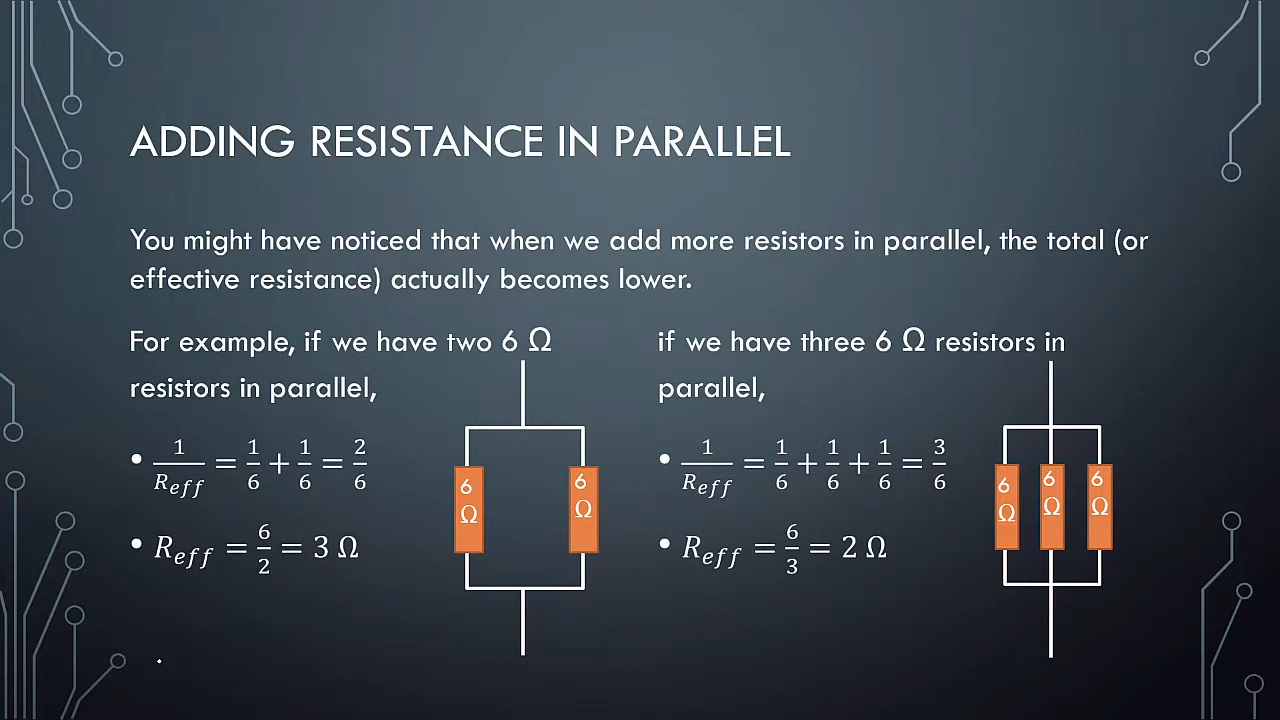 ADDING RESISTANCE IN PARALLEL
You might have noticed that when we add more resistors in parallel, the total (or
effective resistance) actually becomes lower.
For example, if we have two 6 Ω
resistors in parallel,
• 1/R_eff = 1/6 + 1/6 = 2/6
• R_eff = 6/2 = 3 Ω
6 Ω
6 Ω
if we have three 6 Ω resistors in
parallel,
• 1/R_eff = 1/6 + 1/6 + 1/6 = 3/6
• R_eff = 6/3 = 2 Ω
6 Ω
6 Ω
6 Ω